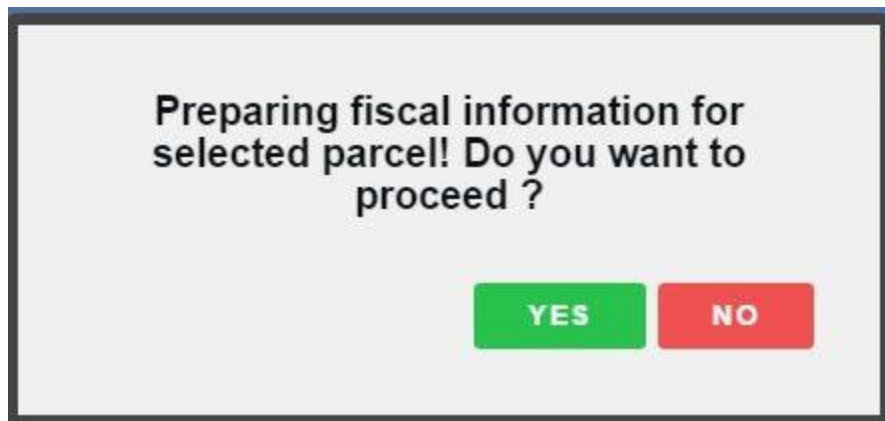 Preparing fiscal information for
selected parcel! Do you want to
proceed ?
YES NO